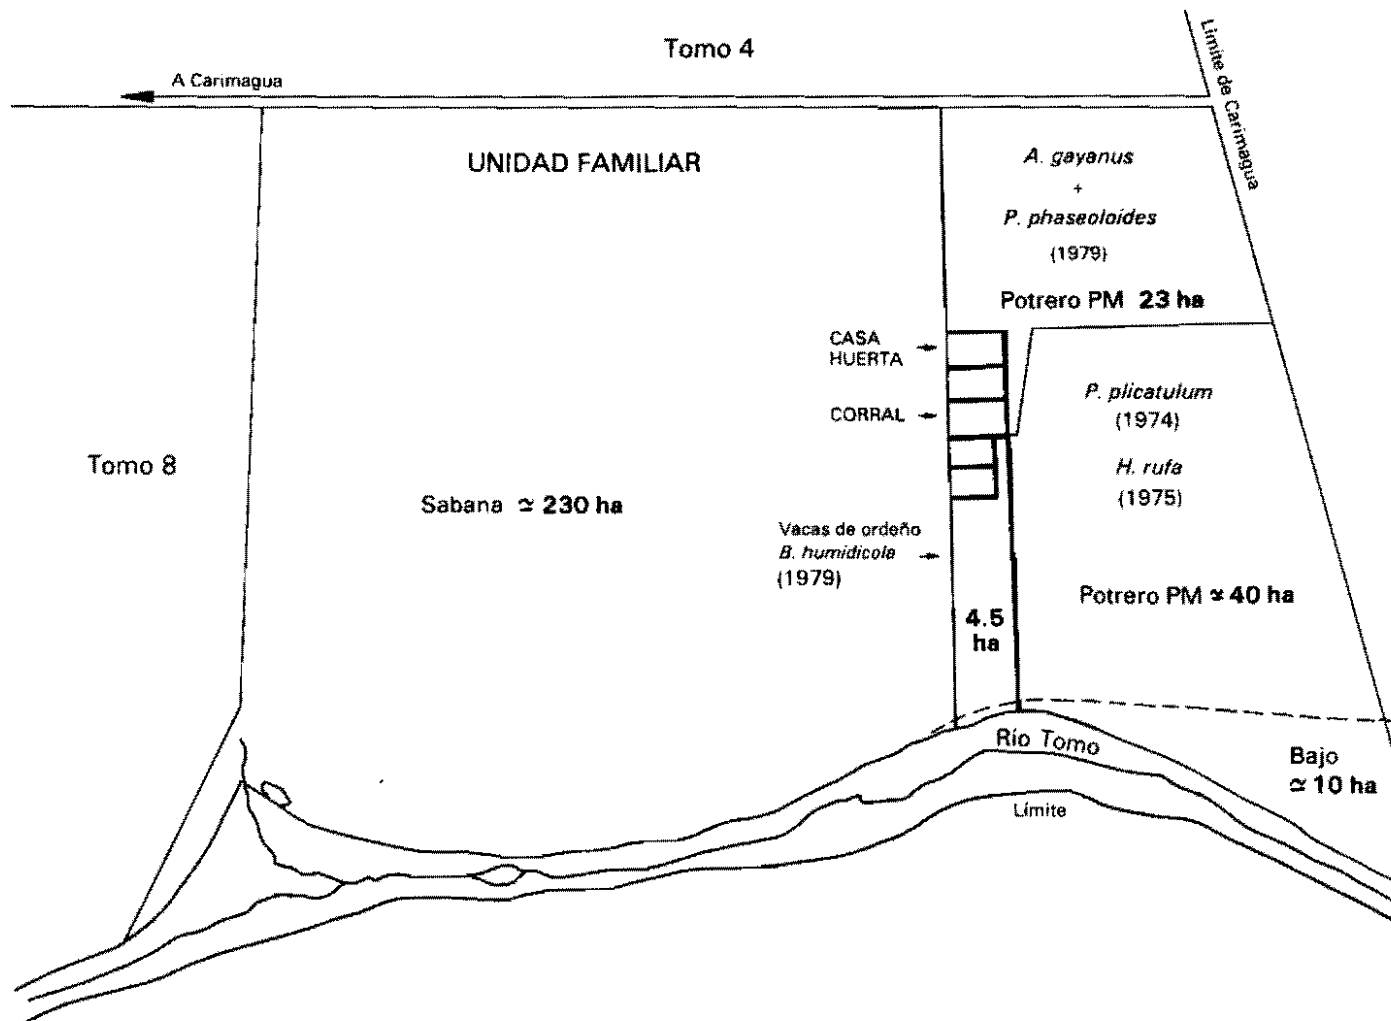 Tomo 4
A Carimagua
Límite de Carimagua
UNIDAD FAMILIAR
A. gayanus
+
P. phaseoloides
(1979)
Potrero PM 23 ha
CASA
HUERTA
CORRAL
P. plicatulum
(1974)
H. rufa
(1975)
Tomo 8
Sabana ≃ 230 ha
Vacas de ordeño
B. humidicola
(1979)
4.5
ha
Potrero PM ≃ 40 ha
Río Tomo
Límite
Bajo
≃ 10 ha